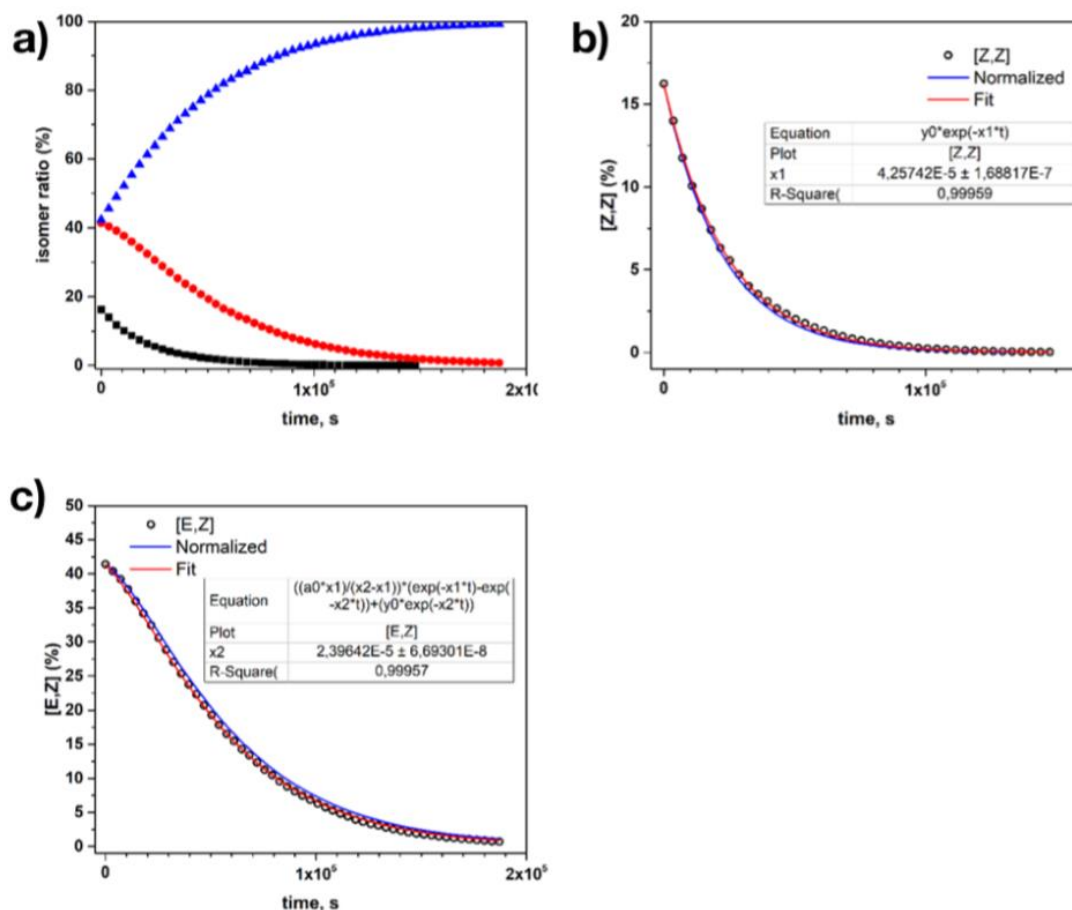 a)
100
80
60
40
20
0
isomer ratio (%)
0
1x10⁵
time, s
b)
20
15
10
5
0
[Z,Z] (%)
[Z,Z]
Normalized
Fit
Equation y0*exp(-x1*t)
Plot [Z,Z]
x1 4,25742E-5 ± 1,68817E-7
R-Square( 0,99959
0
1x10⁵
time, s
c)
50
45
40
35
30
25
20
15
10
5
0
[E,Z] (%)
[E,Z]
Normalized
Fit
Equation ((a0*x1)/(x2-x1))*(exp(-x1*t)-exp(
-x2*t))+(y0*exp(-x2*t))
Plot [E,Z]
x2 2,39642E-5 ± 6,69301E-8
R-Square( 0,99957
0
1x10⁵
2x10⁵
time, s